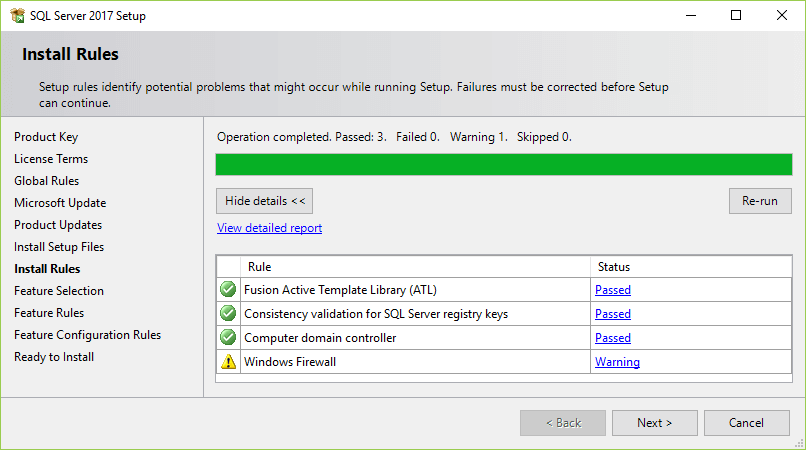 SQL Server 2017 Setup
Install Rules
Setup rules identify potential problems that might occur while running Setup. Failures must be corrected before Setup
can continue.
Product Key
License Terms
Global Rules
Microsoft Update
Product Updates
Install Setup Files
Install Rules
Feature Selection
Feature Rules
Feature Configuration Rules
Ready to Install
Operation completed. Passed: 3. Failed 0. Warning 1. Skipped 0.
Hide details <<
Re-run
View detailed report
Rule Status
Fusion Active Template Library (ATL) Passed
Consistency validation for SQL Server registry keys Passed
Computer domain controller Passed
Windows Firewall Warning
< Back Next > Cancel